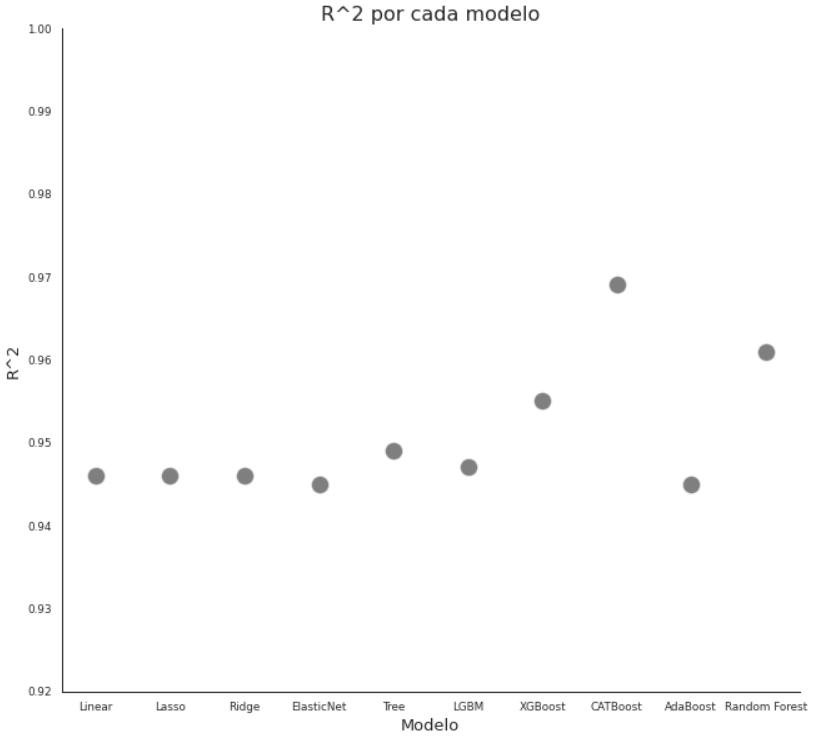 R^2 por cada modelo
1.00
0.99
0.98
0.97
0.96
0.95
0.94
0.93
0.92
R^2
Linear Lasso Ridge ElasticNet Tree LGBM XGBoost CATBoost AdaBoost Random Forest
Modelo